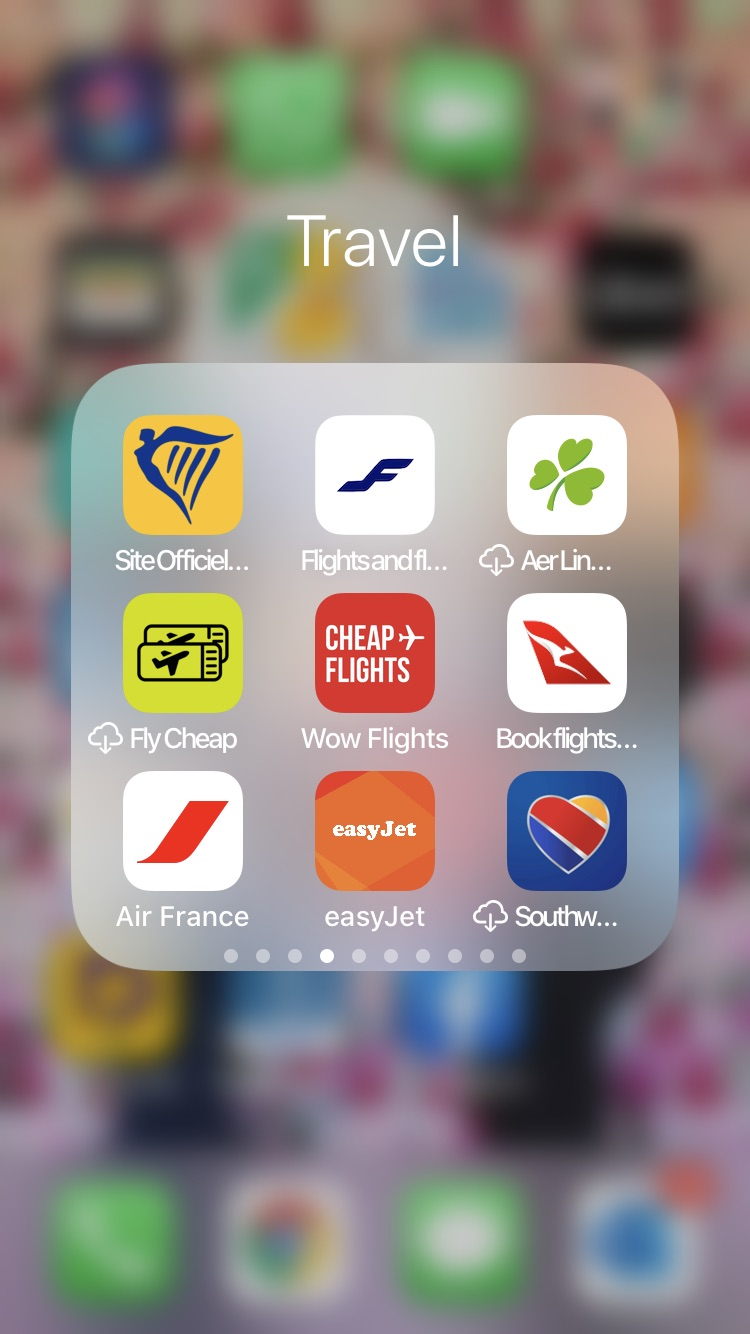 Travel
Site Officiel…
Flights and fl…
Aer Lin…
CHEAP
FLIGHTS
Fly Cheap
Wow Flights
Book flights…
easyJet
Air France
easyJet
Southw…